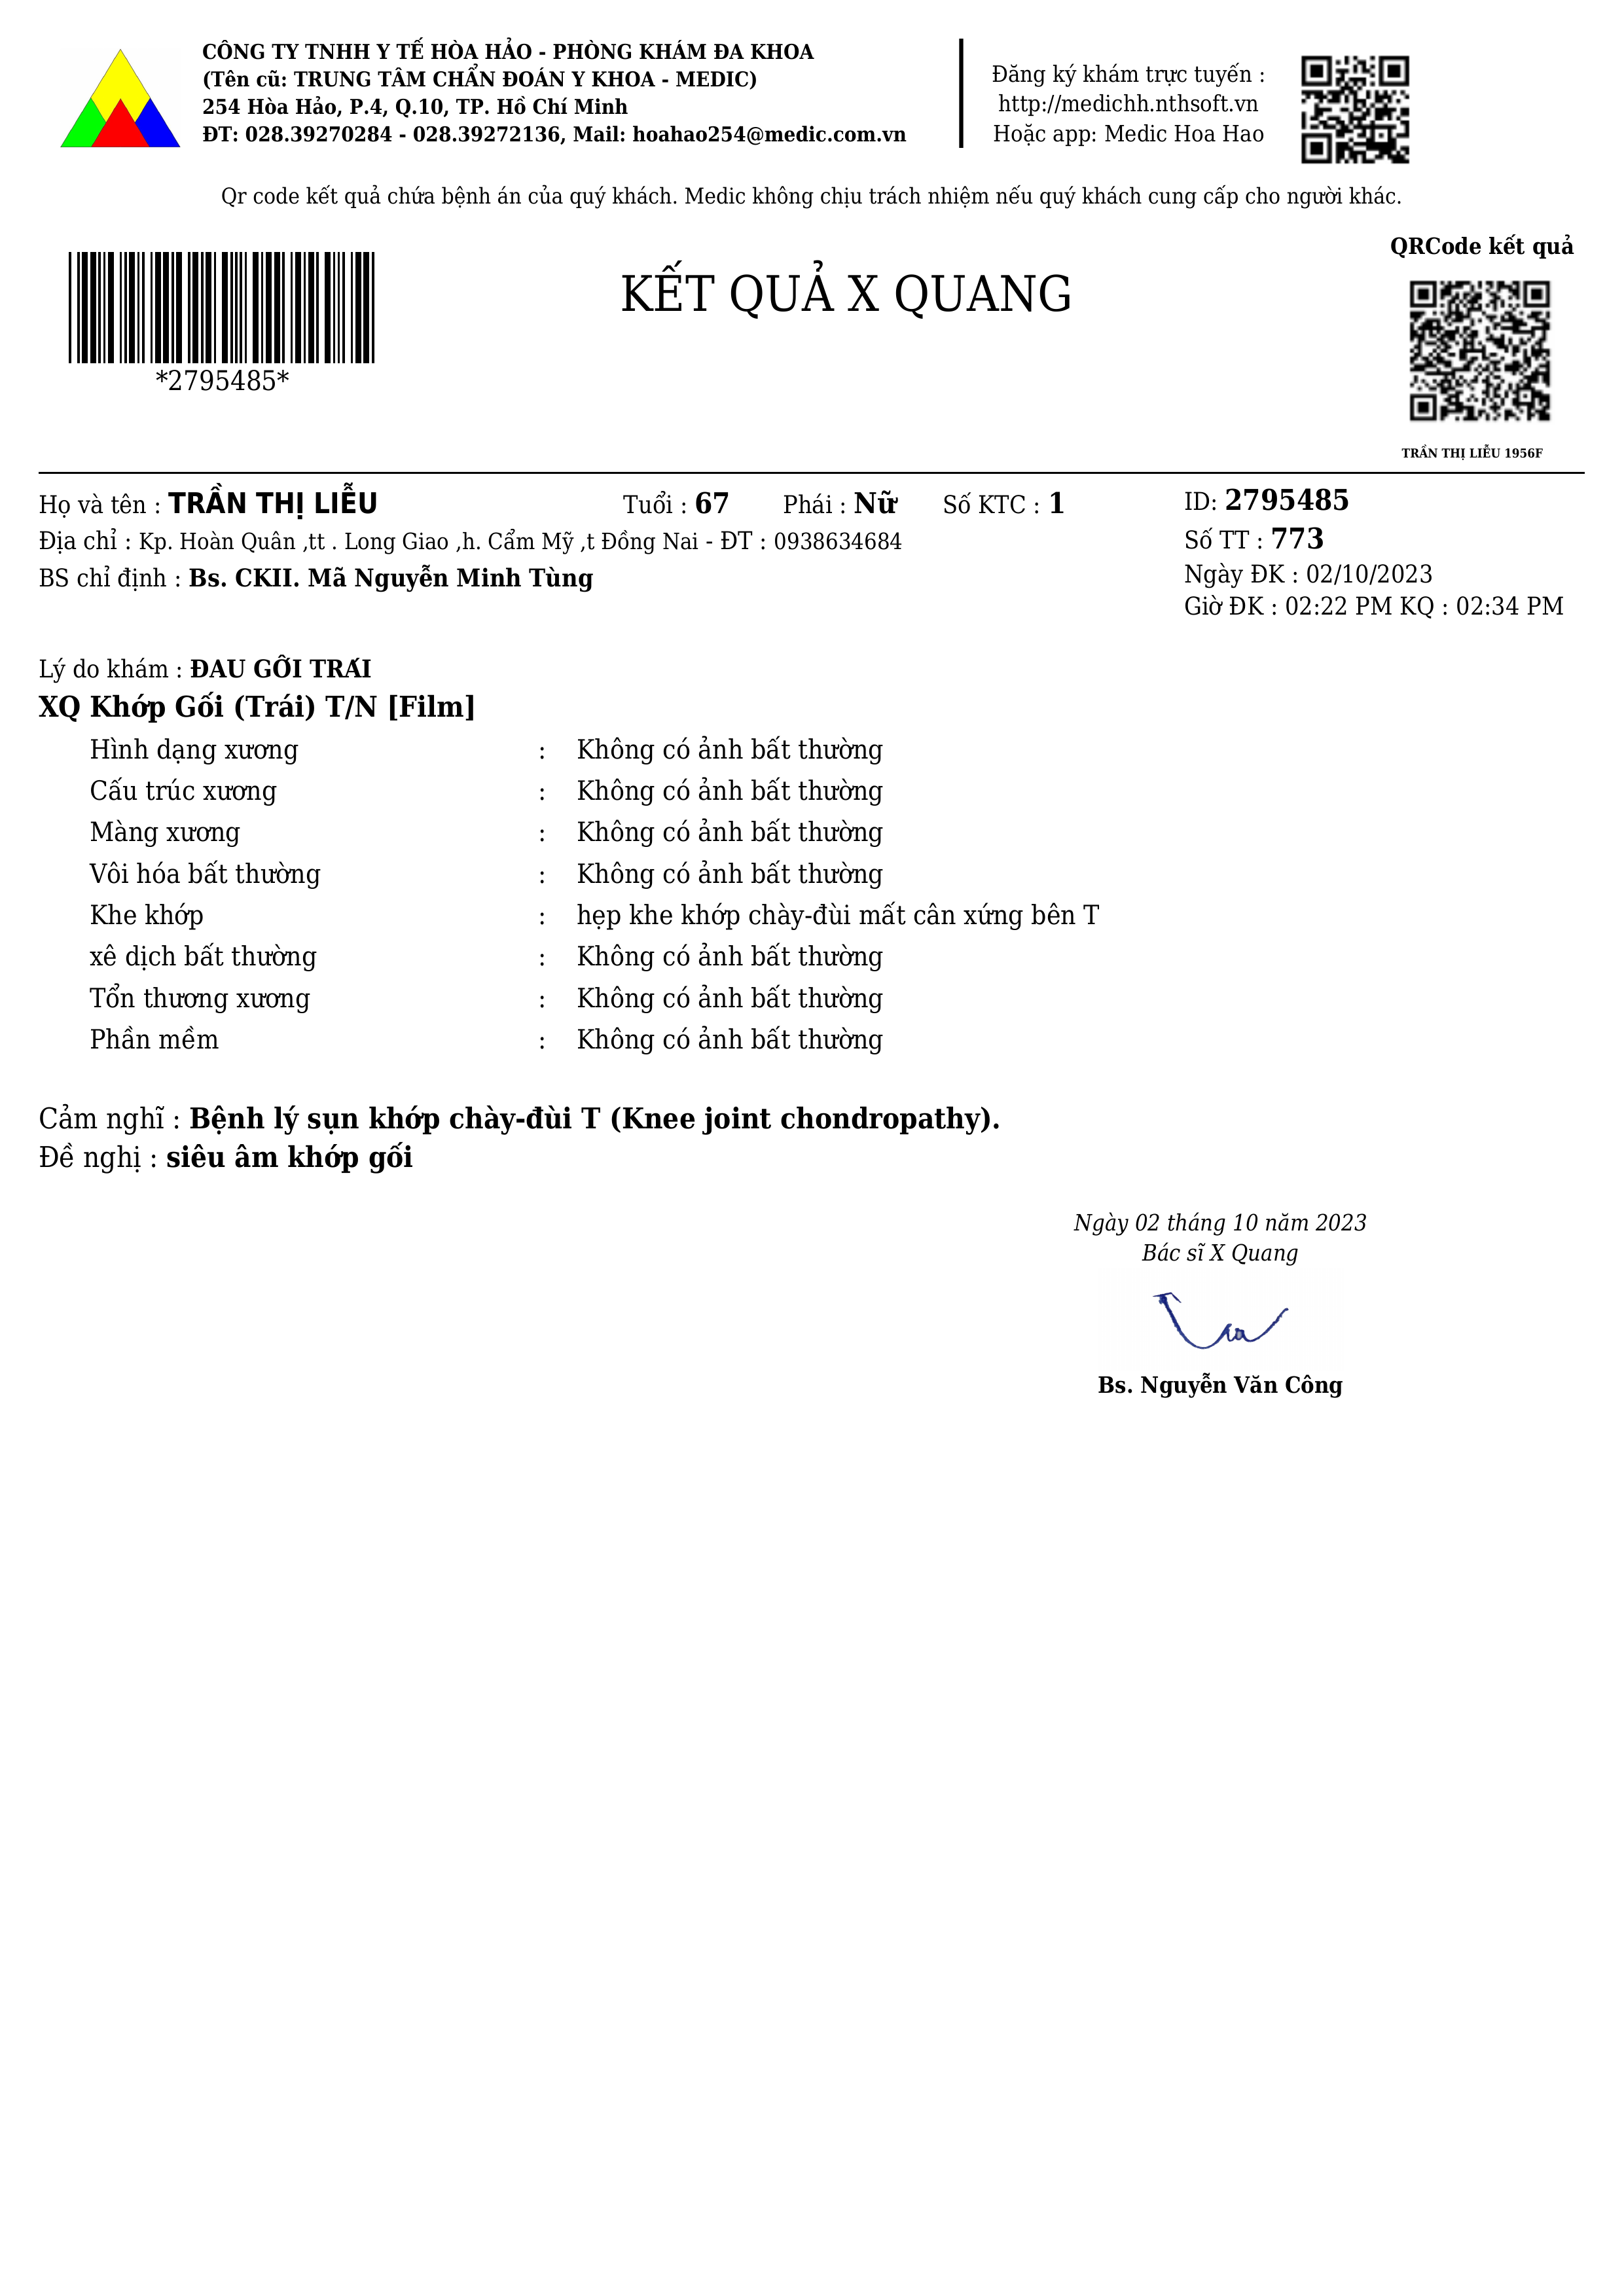 CÔNG TY TNHH Y TẾ HÒA HẢO - PHÒNG KHÁM ĐA KHOA
(Tên cũ: TRUNG TÂM CHẨN ĐOÁN Y KHOA - MEDIC)
254 Hòa Hảo, P.4, Q.10, TP. Hồ Chí Minh
ĐT: 028.39270284 - 028.39272136, Mail: hoahao254@medic.com.vn
Đăng ký khám trực tuyến :
http://medichh.nthsoft.vn
Hoặc app: Medic Hoa Hao
Qr code kết quả chứa bệnh án của quý khách. Medic không chịu trách nhiệm nếu quý khách cung cấp cho người khác.
QRCode kết quả
KẾT QUẢ X QUANG
*2795485*
TRẦN THỊ LIỄU 1956F
Họ và tên : TRẦN THỊ LIỄU Tuổi : 67 Phái : Nữ Số KTC : 1 ID: 2795485
Địa chỉ : Kp. Hoàn Quân ,tt . Long Giao ,h. Cẩm Mỹ ,t Đồng Nai - ĐT : 0938634684 Số TT : 773
BS chỉ định : Bs. CKII. Mã Nguyễn Minh Tùng Ngày ĐK : 02/10/2023
Giờ ĐK : 02:22 PM KQ : 02:34 PM
Lý do khám : ĐAU GỐI TRÁI
XQ Khớp Gối (Trái) T/N [Film]
Hình dạng xương : Không có ảnh bất thường
Cấu trúc xương : Không có ảnh bất thường
Màng xương : Không có ảnh bất thường
Vôi hóa bất thường : Không có ảnh bất thường
Khe khớp : hẹp khe khớp chày-đùi mất cân xứng bên T
xê dịch bất thường : Không có ảnh bất thường
Tổn thương xương : Không có ảnh bất thường
Phần mềm : Không có ảnh bất thường
Cảm nghĩ : Bệnh lý sụn khớp chày-đùi T (Knee joint chondropathy).
Đề nghị : siêu âm khớp gối
Ngày 02 tháng 10 năm 2023
Bác sĩ X Quang
Bs. Nguyễn Văn Công